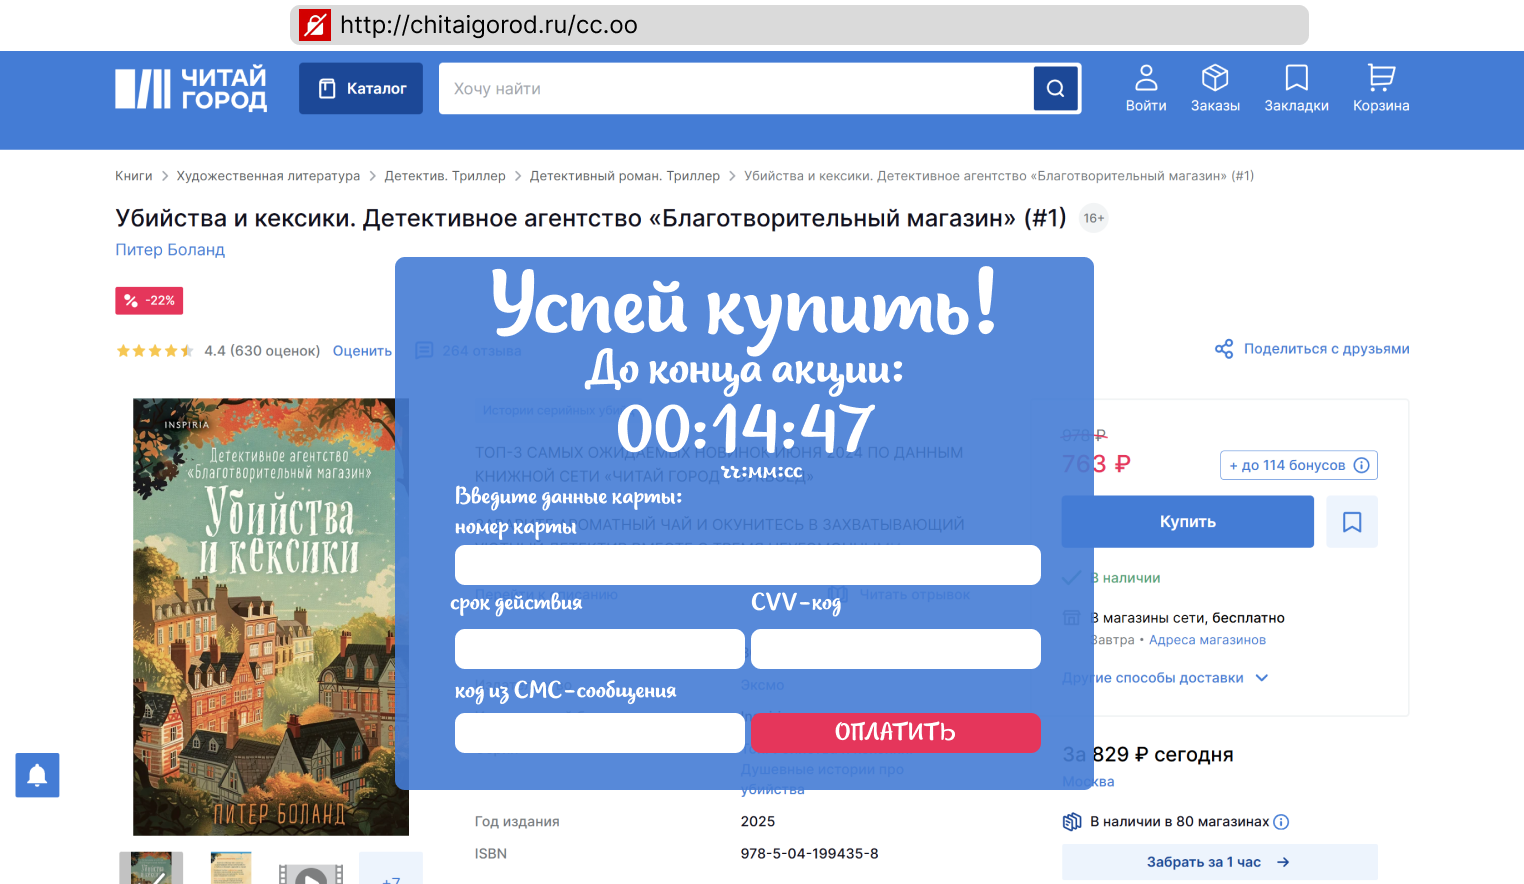 http://chitaigorod.ru/cc.oo
ЧИТАЙ
ГОРОД
Каталог
Хочу найти
Войти
Заказы
Закладки
Корзина
Книги > Художественная литература > Детектив. Триллер > Детективный роман. Триллер > Убийства и кексики. Детективное агентство «Благотворительный магазин» (#1)
Убийства и кексики. Детективное агентство «Благотворительный магазин» (#1)
16+
Питер Боланд
-22%
4.4 (630 оценок)
Оценить
264 отзыва
Поделиться с друзьями
Успей купить!
До конца акции:
00:14:47
чч:мм:сс
Введите данные карты:
номер карты
срок действия
CVV-код
код из СМС-сообщения
ОПЛАТИТЬ
История серийных
ТОП-3 САМЫХ ОЖИДАЕМЫХ НОВИНОК ИЮНЯ 2024 ПО ДАННЫМ
КНИЖНОЙ СЕТИ «ЧИТАЙ ГОРОД
АРОМАТНЫЙ ЧАЙ И ОКУНИТЕСЬ В ЗАХВАТЫВАЮЩИЙ
Читать отрывок
Эксмо
Душевные истории про
убийства
Год издания
2025
ISBN
978-5-04-199435-8
INSPIRIA
Детективное агентство
«Благотворительный магазин»
Убийства
и кексики
ПИТЕР БОЛАНД
+7
979 ₽
763 ₽
+ до 114 бонусов
Купить
В наличии
В магазины сети, бесплатно
Завтра • Адреса магазинов
Другие способы доставки
За 829 ₽ сегодня
Москва
В наличии в 80 магазинах
Забрать за 1 час →